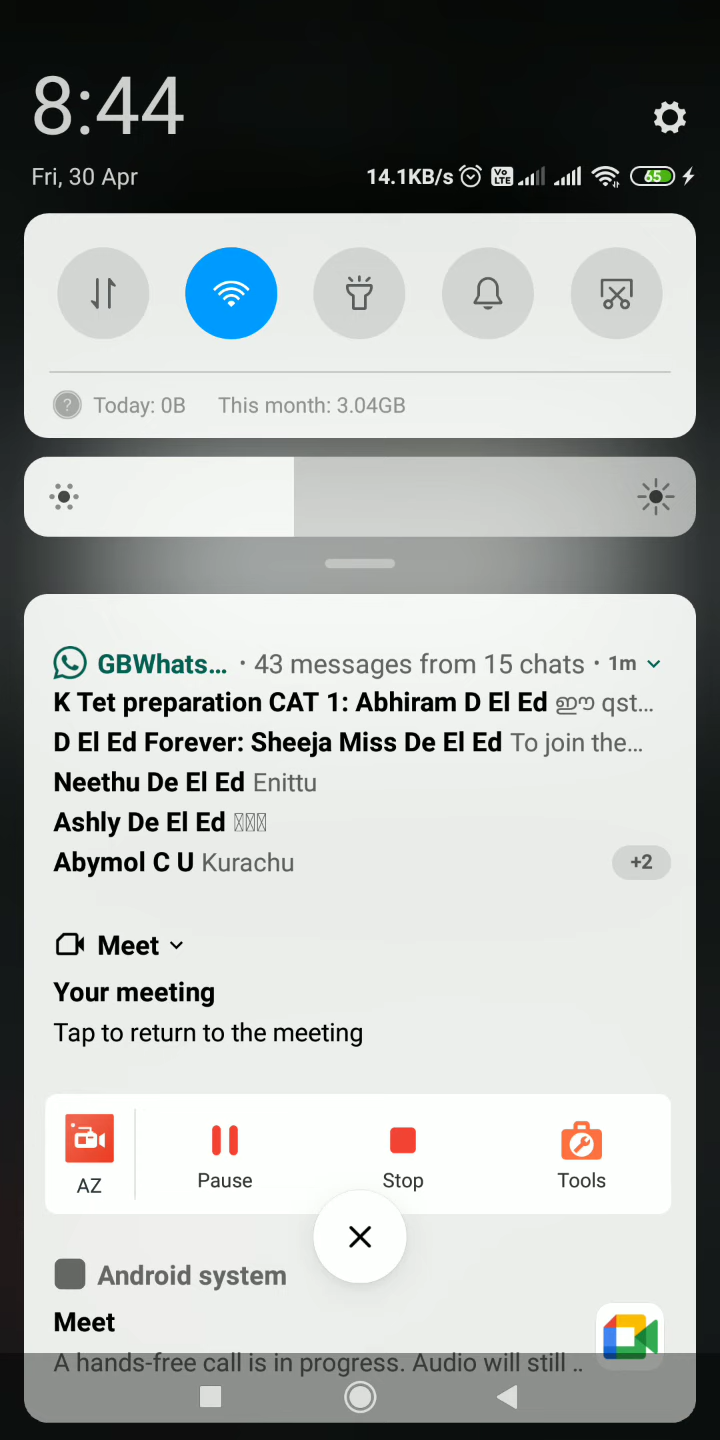 8:44
Fri, 30 Apr 14.1KB/s Vo LTE 65
Today: 0B This month: 3.04GB
GBWhats... · 43 messages from 15 chats · 1m
K Tet preparation CAT 1: Abhiram D El Ed ഈ qst...
D El Ed Forever: Sheeja Miss De El Ed To join the...
Neethu De El Ed Enittu
Ashly De El Ed
Abymol C U Kurachu +2
Meet
Your meeting
Tap to return to the meeting
AZ Pause Stop Tools
Android system
Meet
A hands-free call is in progress. Audio will still ..